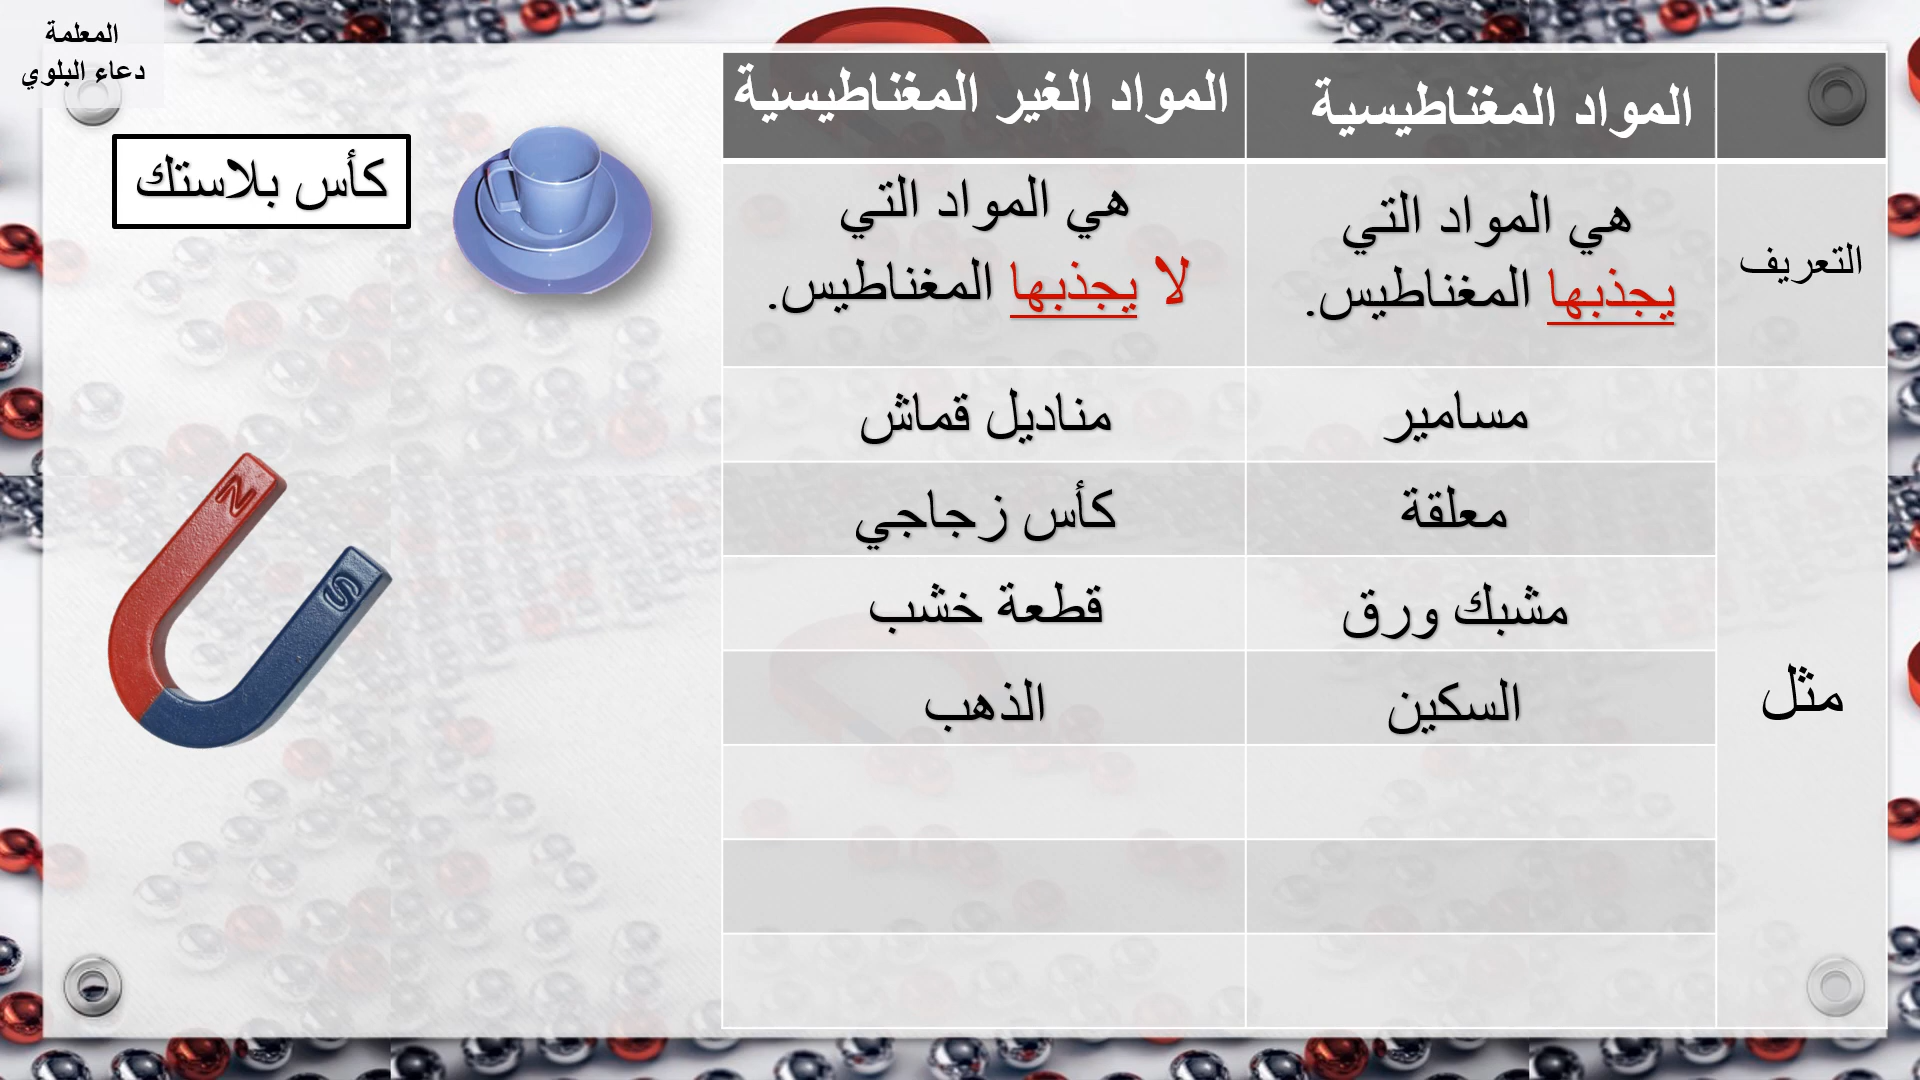 المعلمة
دعاء البلوي
المواد المغناطيسية
المواد الغير المغناطيسية
التعريف
هي المواد التي
يجذبها المغناطيس.
هي المواد التي
لا يجذبها المغناطيس.
مثل
مسامير
مناديل قماش
معلقة
كأس زجاجي
مشبك ورق
قطعة خشب
السكين
الذهب
كأس بلاستك
N
S